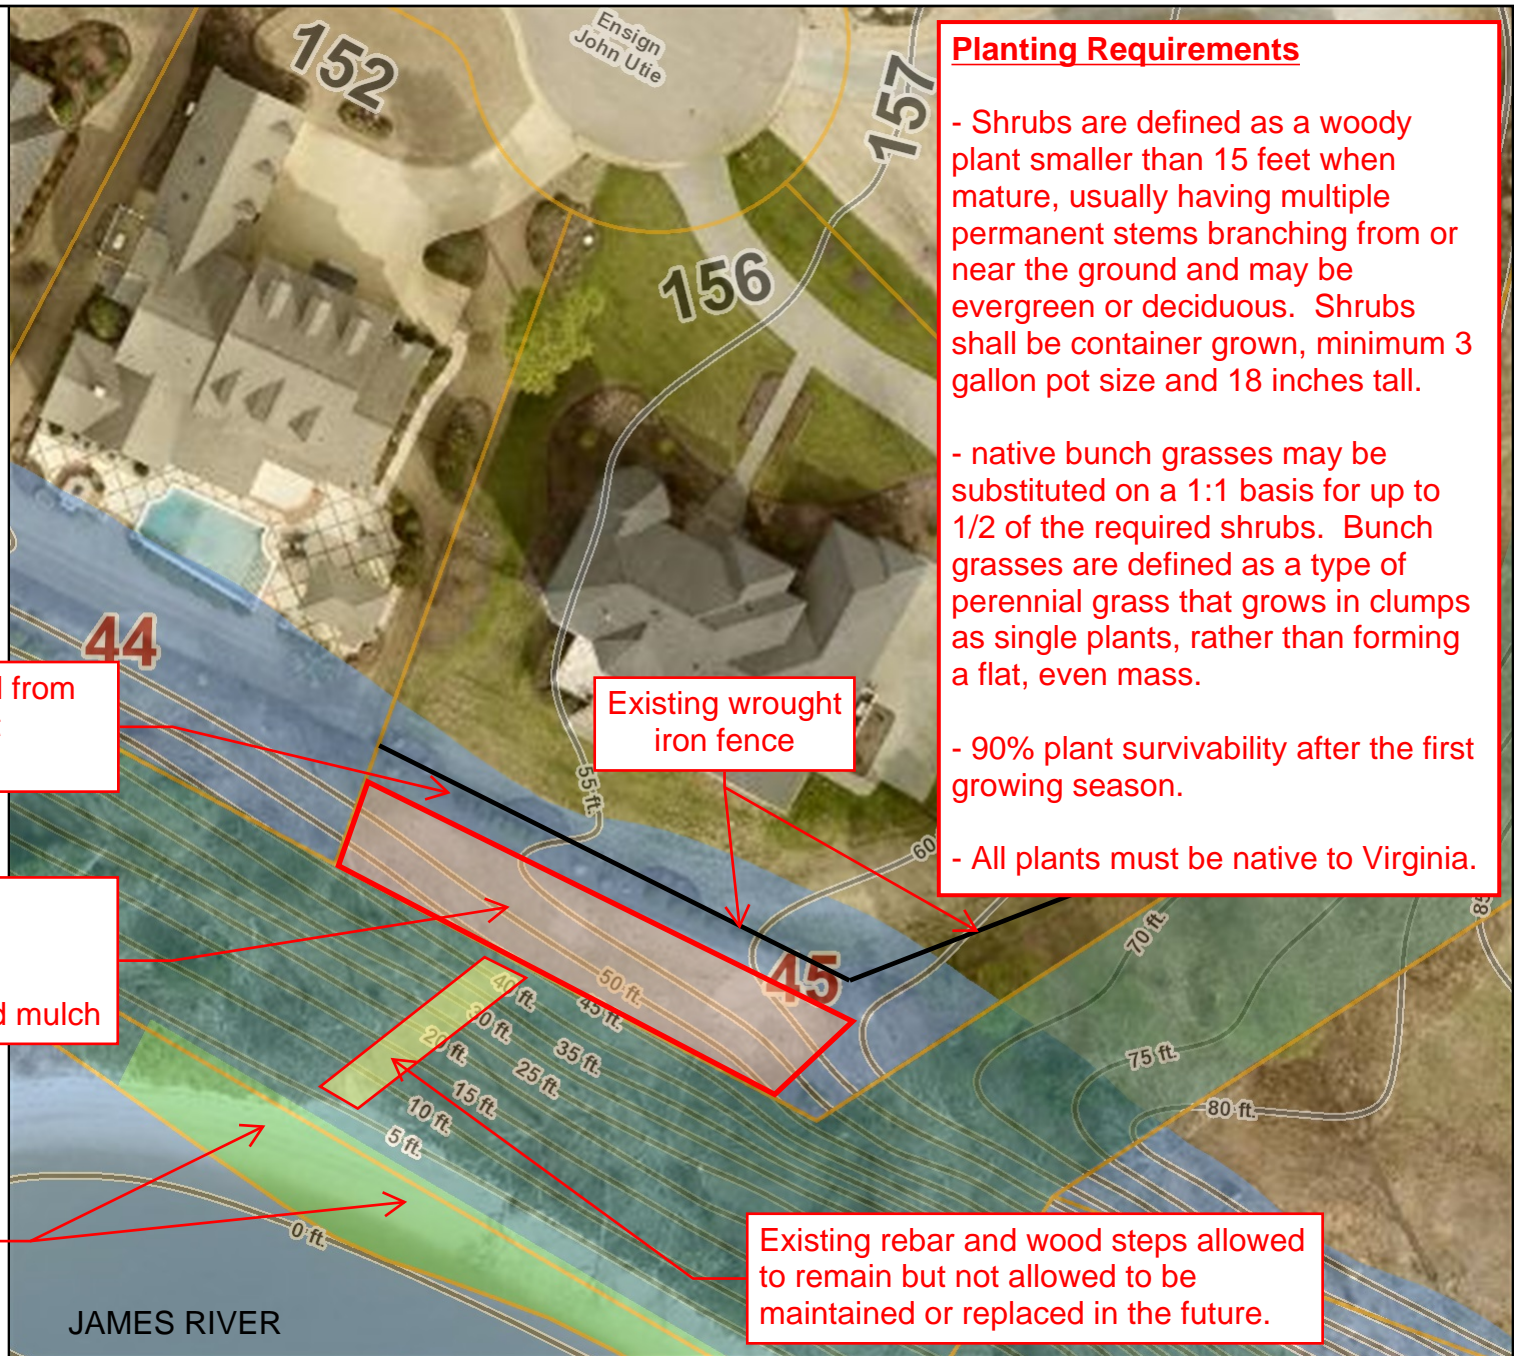 Ensign
John Utie
152
157
156
Planting Requirements
- Shrubs are defined as a woody
plant smaller than 15 feet when
mature, usually having multiple
permanent stems branching from or
near the ground and may be
evergreen or deciduous.  Shrubs
shall be container grown, minimum 3
gallon pot size and 18 inches tall.
- native bunch grasses may be
substituted on a 1:1 basis for up to
1/2 of the required shrubs.  Bunch
grasses are defined as a type of
perennial grass that grows in clumps
as single plants, rather than forming
a flat, even mass.
- 90% plant survivability after the first
growing season.
- All plants must be native to Virginia.
44
from
Existing wrought
iron fence
55 ft.
60
85
70 ft.
45
mulch
50 ft.
45 ft.
40 ft.
30 ft.
35 ft.
20 ft.
25 ft.
15 ft.
10 ft.
5 ft.
75 ft.
80 ft.
0 ft.
Existing rebar and wood steps allowed
to remain but not allowed to be
maintained or replaced in the future.
JAMES RIVER